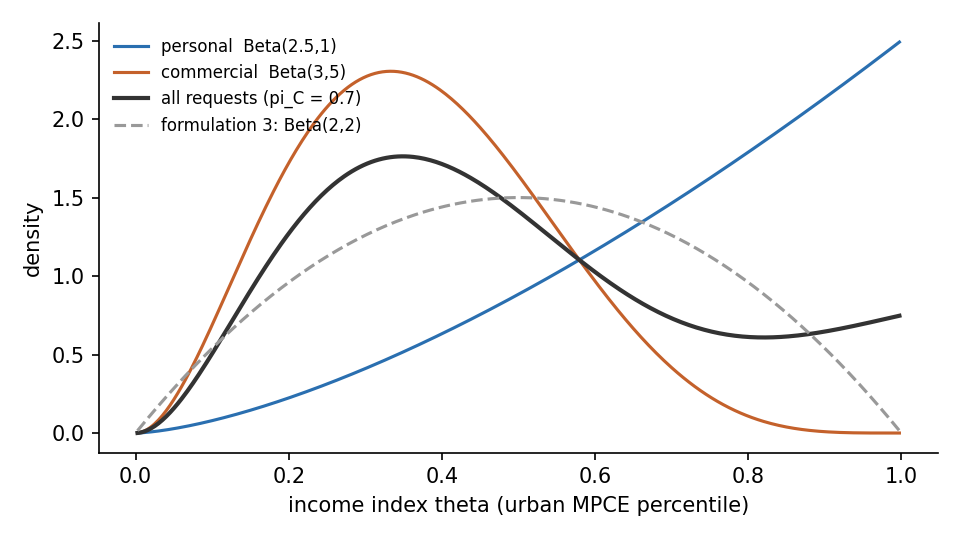 2.5
2.0
1.5
1.0
0.5
0.0
density
personal  Beta(2.5,1)
commercial  Beta(3,5)
all requests (pi_C = 0.7)
formulation 3: Beta(2,2)
0.0 0.2 0.4 0.6 0.8 1.0
income index theta (urban MPCE percentile)